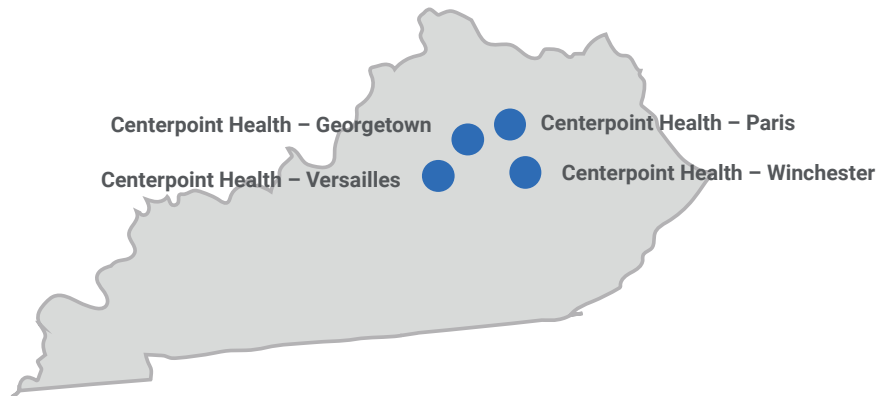 Centerpoint Health – Georgetown
Centerpoint Health – Paris
Centerpoint Health – Versailles
Centerpoint Health – Winchester